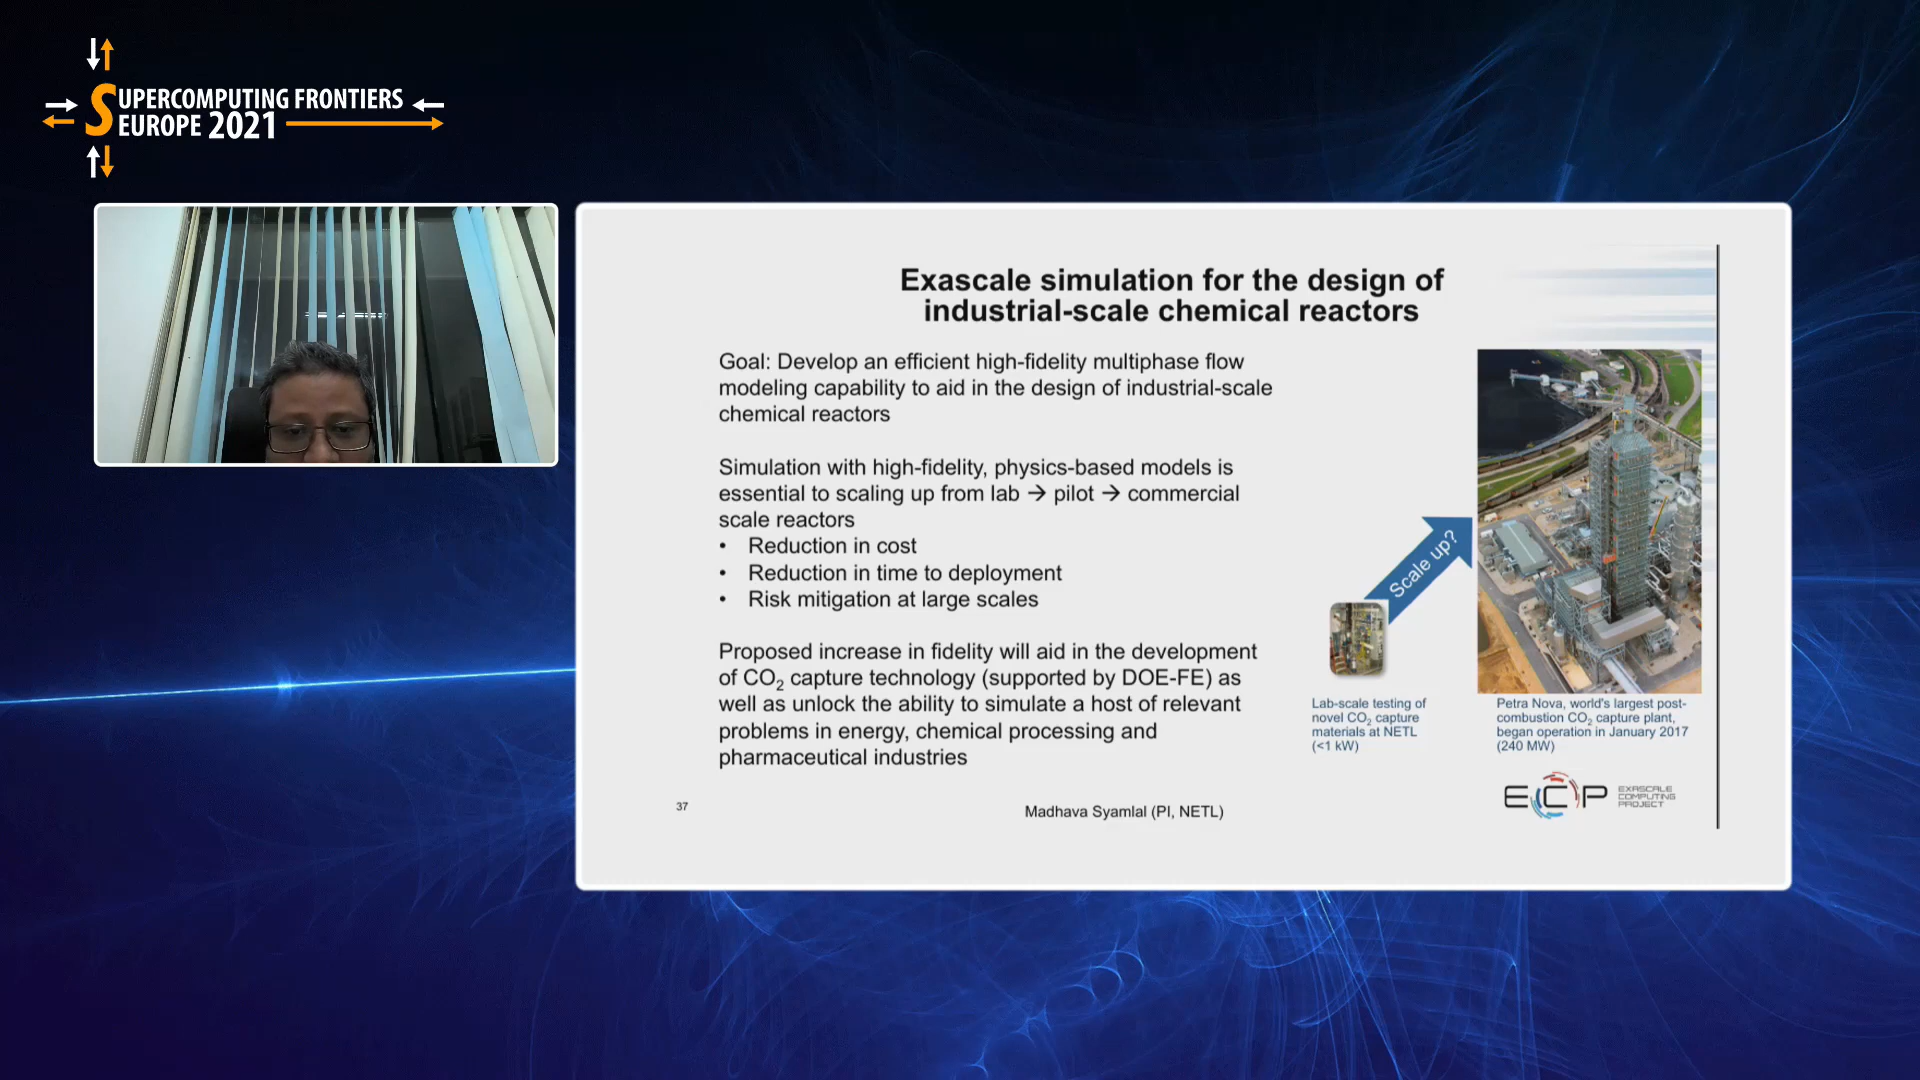 SUPERCOMPUTING FRONTIERS
EUROPE 2021
Exascale simulation for the design of
industrial-scale chemical reactors
Goal: Develop an efficient high-fidelity multiphase flow
modeling capability to aid in the design of industrial-scale
chemical reactors
Simulation with high-fidelity, physics-based models is
essential to scaling up from lab → pilot → commercial
scale reactors
• Reduction in cost
• Reduction in time to deployment
• Risk mitigation at large scales
Proposed increase in fidelity will aid in the development
of CO₂ capture technology (supported by DOE-FE) as
well as unlock the ability to simulate a host of relevant
problems in energy, chemical processing and
pharmaceutical industries
Scale up?
Lab-scale testing of
novel CO₂ capture
materials at NETL
(<1 kW)
Petra Nova, world's largest post-
combustion CO₂ capture plant,
began operation in January 2017
(240 MW)
37
Madhava Syamlal (PI, NETL)
ECP
EXASCALE
COMPUTING
PROJECT